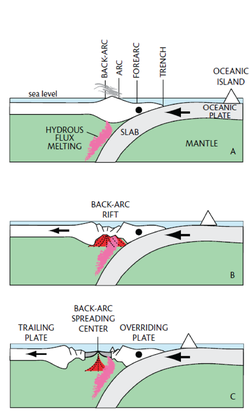 BACK-ARC
ARC
FOREARC
TRENCH
OCEANIC
ISLAND
sea level
OCEANIC
PLATE
HYDROUS
FLUX
MELTING
SLAB
MANTLE
A
BACK-ARC
RIFT
B
BACK-ARC
SPREADING
CENTER
TRAILING
PLATE
OVERRIDING
PLATE
C